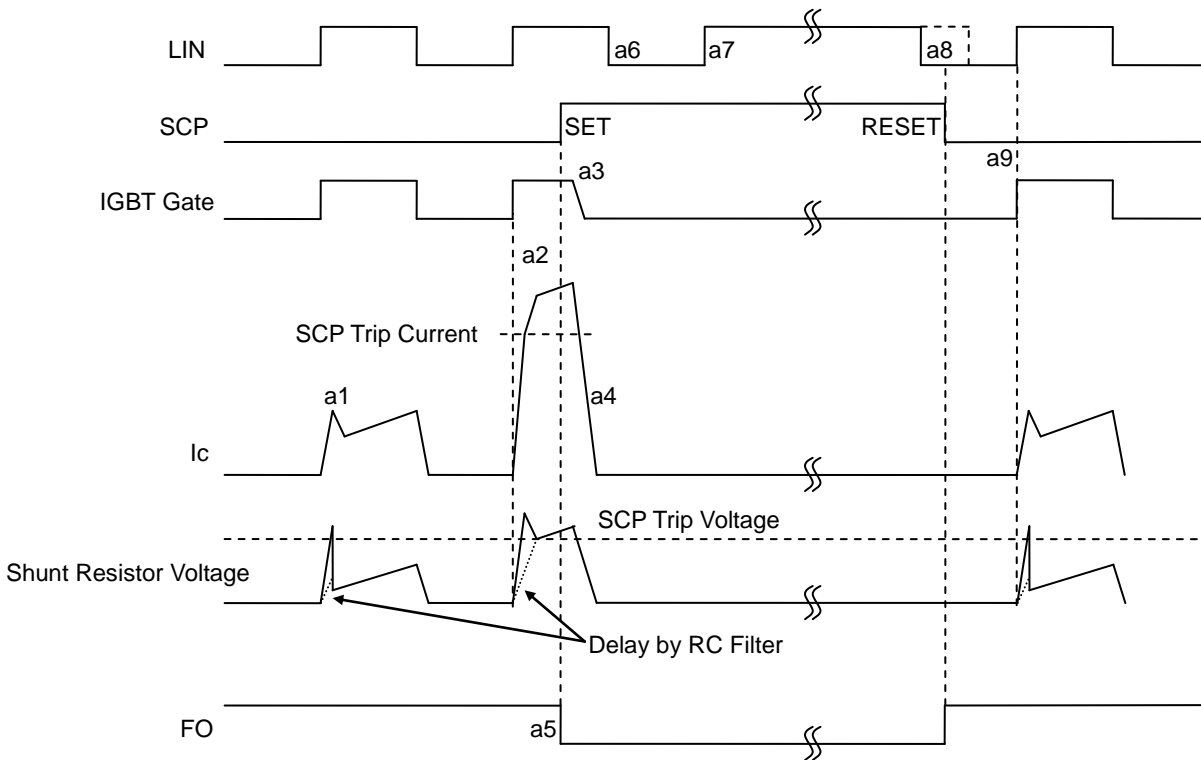 LIN
a6
a7
a8
SCP
SET
RESET
a9
a3
IGBT Gate
a2
SCP Trip Current
a1
a4
Ic
SCP Trip Voltage
Shunt Resistor Voltage
Delay by RC Filter
FO
a5